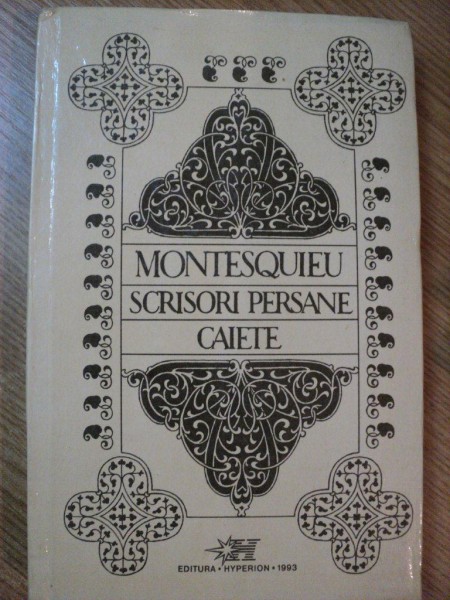 MONTESQUIEU
SCRISORI PERSANE
CAIETE
EDITURA • HYPERION • 1993